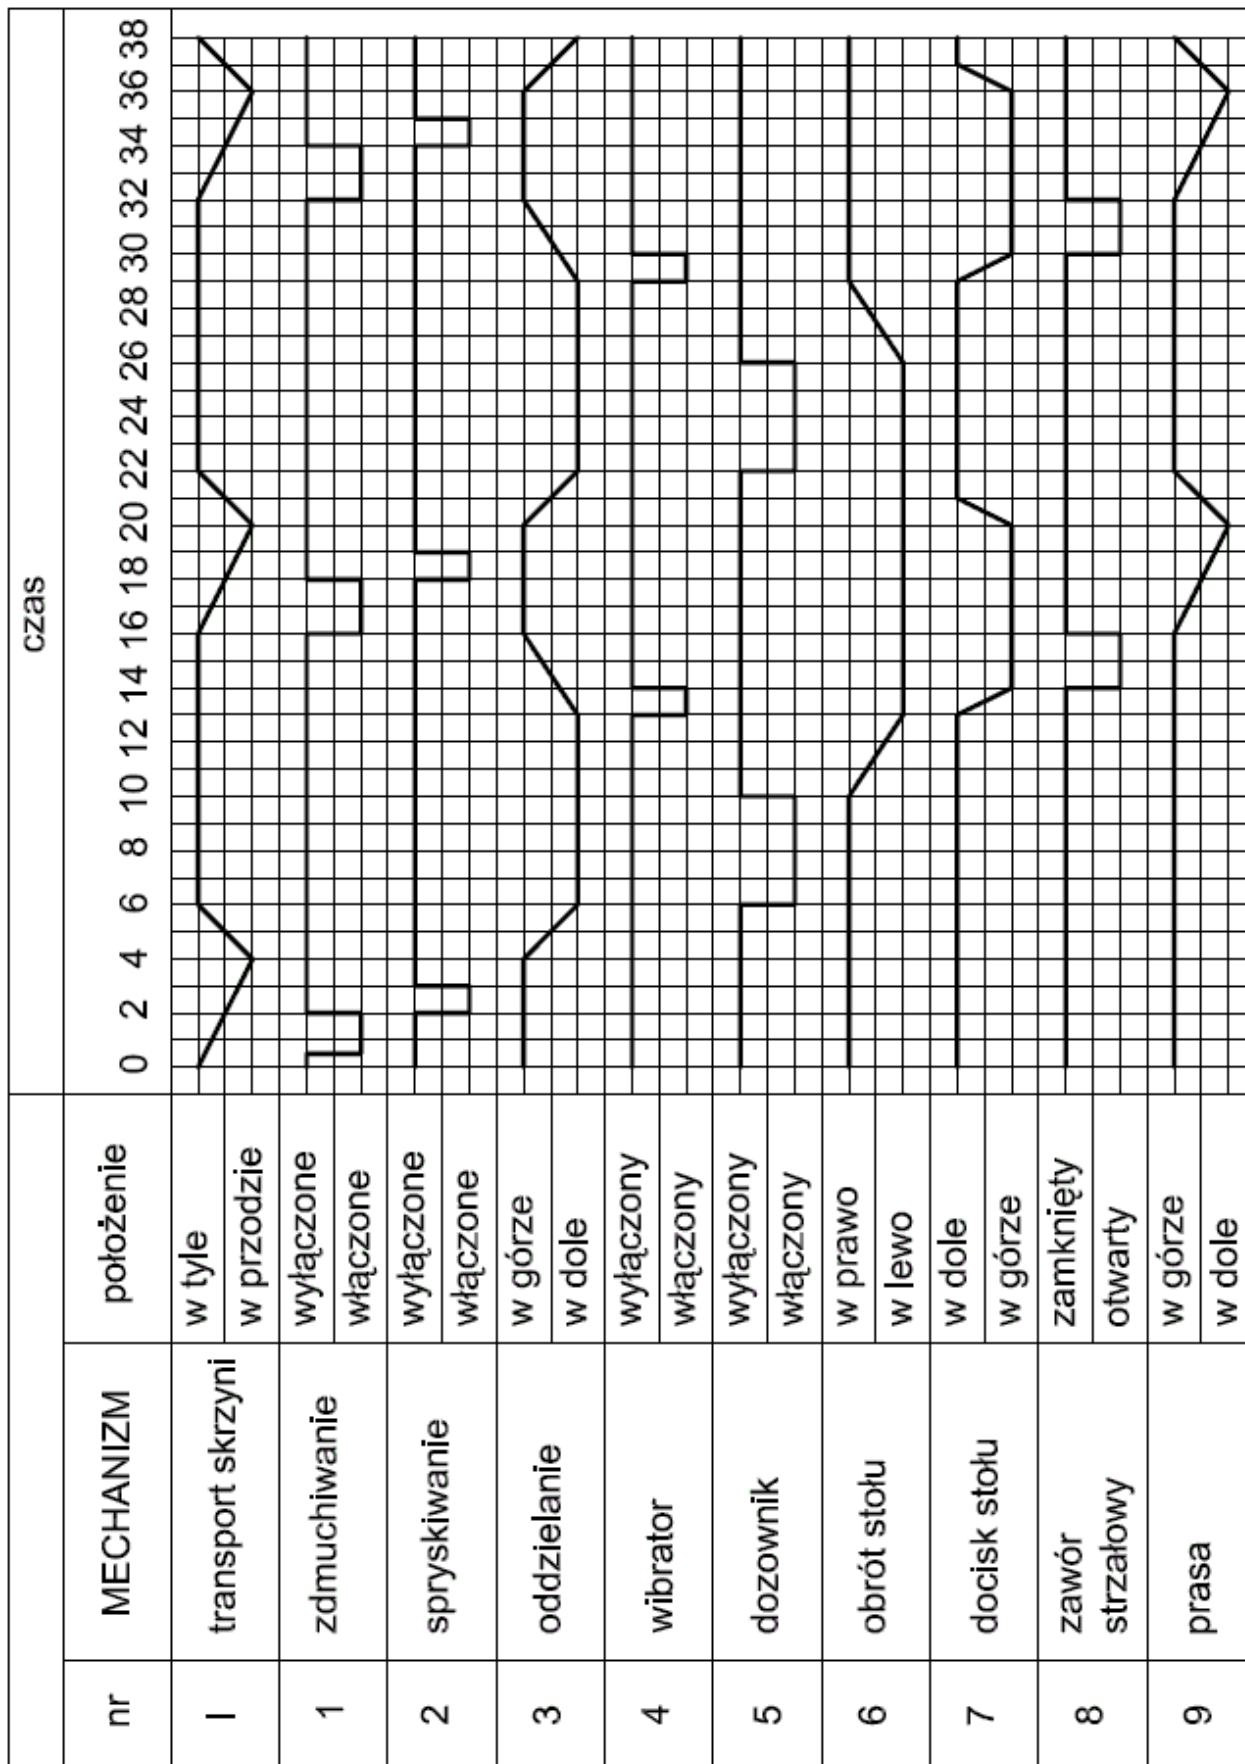 czas
nr MECHANIZM położenie 0 2 4 6 8 10 12 14 16 18 20 22 24 26 28 30 32 34 36 38
I transport skrzyni w tyle
w przodzie
1 zdmuchiwanie wyłączone
włączone
2 spryskiwanie wyłączone
włączone
3 oddzielanie w górze
w dole
4 wibrator wyłączony
włączony
5 dozownik wyłączony
włączony
6 obrót stołu w prawo
w lewo
7 docisk stołu w dole
w górze
8 zawór zamknięty
strzałowy otwarty
9 prasa w górze
w dole